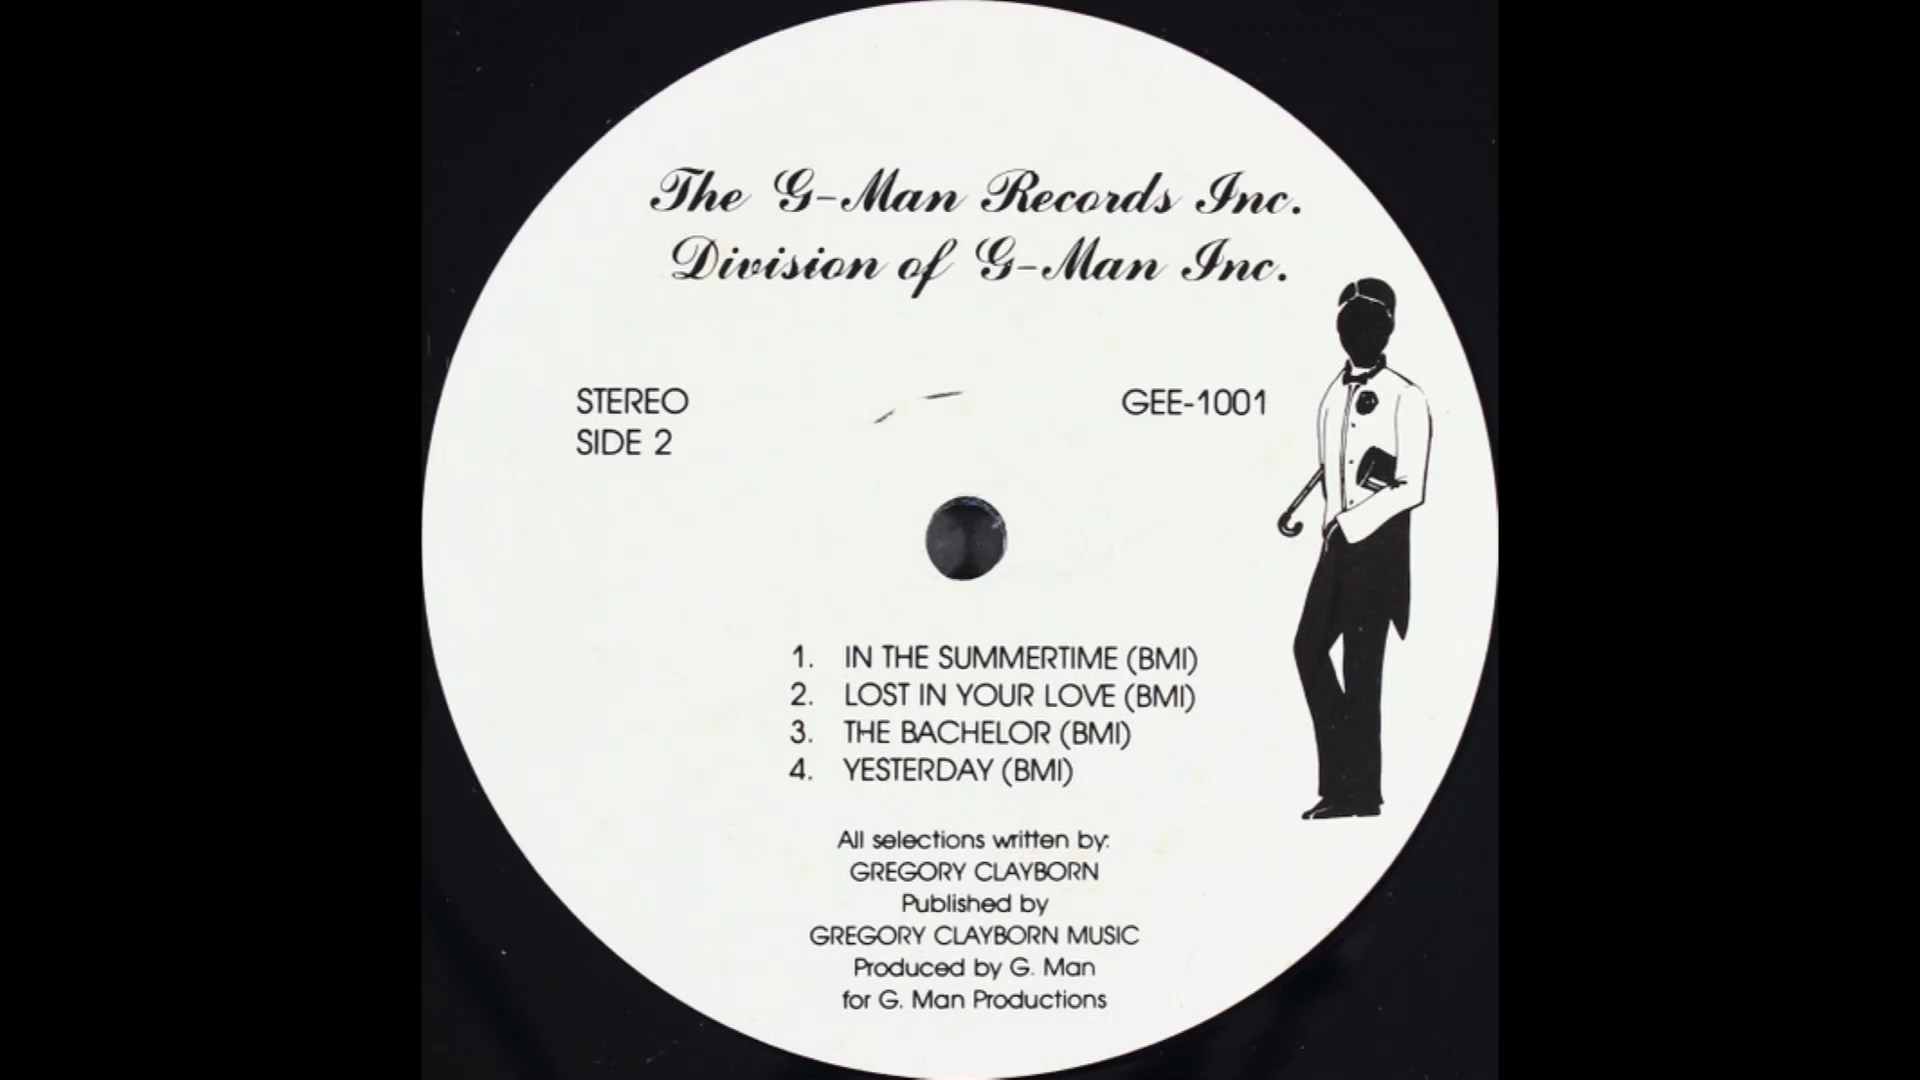 The G-Man Records Inc.
Division of G-Man Inc.
STEREO
SIDE 2
GEE-1001
1. IN THE SUMMERTIME (BMI)
2. LOST IN YOUR LOVE (BMI)
3. THE BACHELOR (BMI)
4. YESTERDAY (BMI)
All selections written by:
GREGORY CLAYBORN
Published by
GREGORY CLAYBORN MUSIC
Produced by G. Man
for G. Man Productions